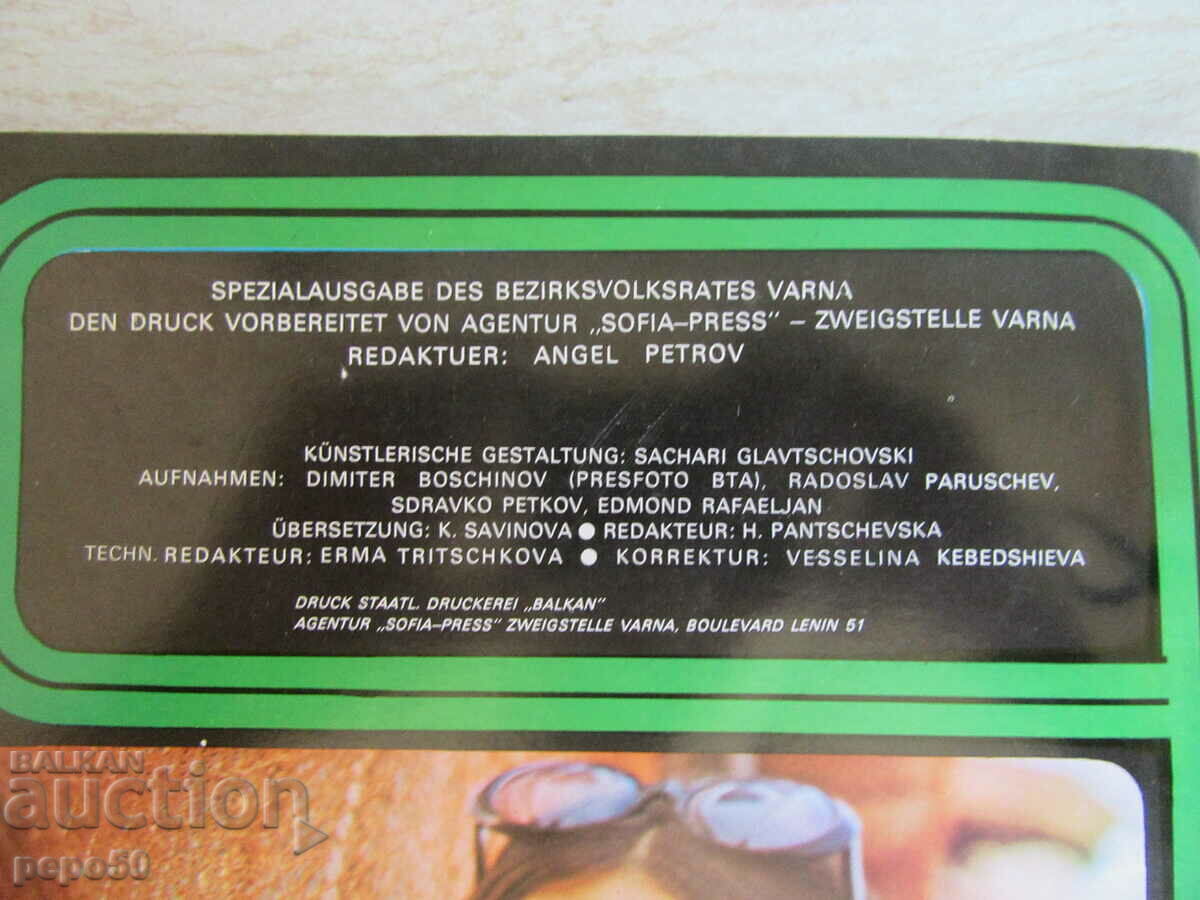 SPEZIALAUSGABE DES BEZIRKSVOLKSRATES VARNA
DEN DRUCK VORBEREITET VON AGENTUR „SOFIA–PRESS" – ZWEIGSTELLE VARNA
REDAKTUER: ANGEL PETROV
KÜNSTLERISCHE GESTALTUNG: SACHARI GLAVTSCHOVSKI
AUFNAHMEN: DIMITER BOSCHINOV (PRESFOTO BTA), RADOSLAV PARUSCHEV,
SDRAVKO PETKOV, EDMOND RAFAELJAN
ÜBERSETZUNG: K. SAVINOVA ● REDAKTEUR: H. PANTSCHEVSKA
TECHN. REDAKTEUR: ERMA TRITSCHKOVA ● KORREKTUR: VESSELINA KEBEDSHIEVA
DRUCK STAATL. DRUCKEREI „BALKAN"
AGENTUR „SOFIA–PRESS" ZWEIGSTELLE VARNA, BOULEVARD LENIN 51
BALKAN
auction
pepo50